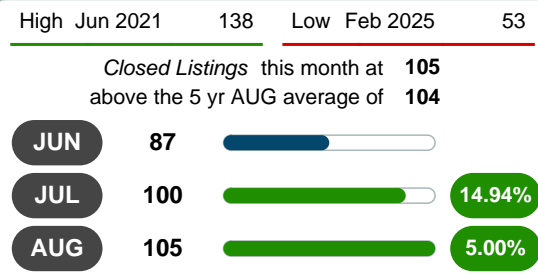 High Jun 2021 138 Low Feb 2025 53
Closed Listings this month at 105
above the 5 yr AUG average of 104
JUN 87
JUL 100 14.94%
AUG 105 5.00%